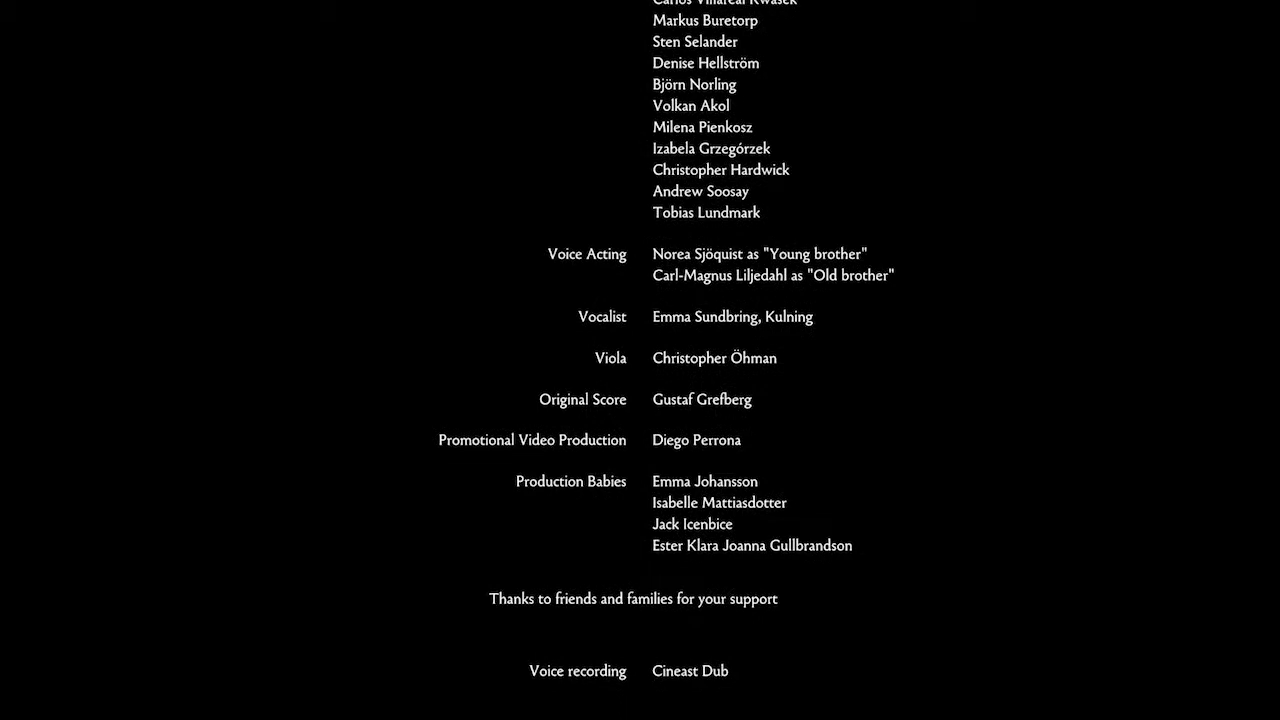 Carlos Villareal Kwasek
Markus Buretorp
Sten Selander
Denise Hellström
Björn Norling
Volkan Akol
Milena Pienkosz
Izabela Grzegórzek
Christopher Hardwick
Andrew Soosay
Tobias Lundmark
Voice Acting Norea Sjöquist as "Young brother"
Carl-Magnus Liljedahl as "Old brother"
Vocalist Emma Sundbring, Kulning
Viola Christopher Öhman
Original Score Gustaf Grefberg
Promotional Video Production Diego Perrona
Production Babies Emma Johansson
Isabelle Mattiasdotter
Jack Icenbice
Ester Klara Joanna Gullbrandson
Thanks to friends and families for your support
Voice recording Cineast Dub